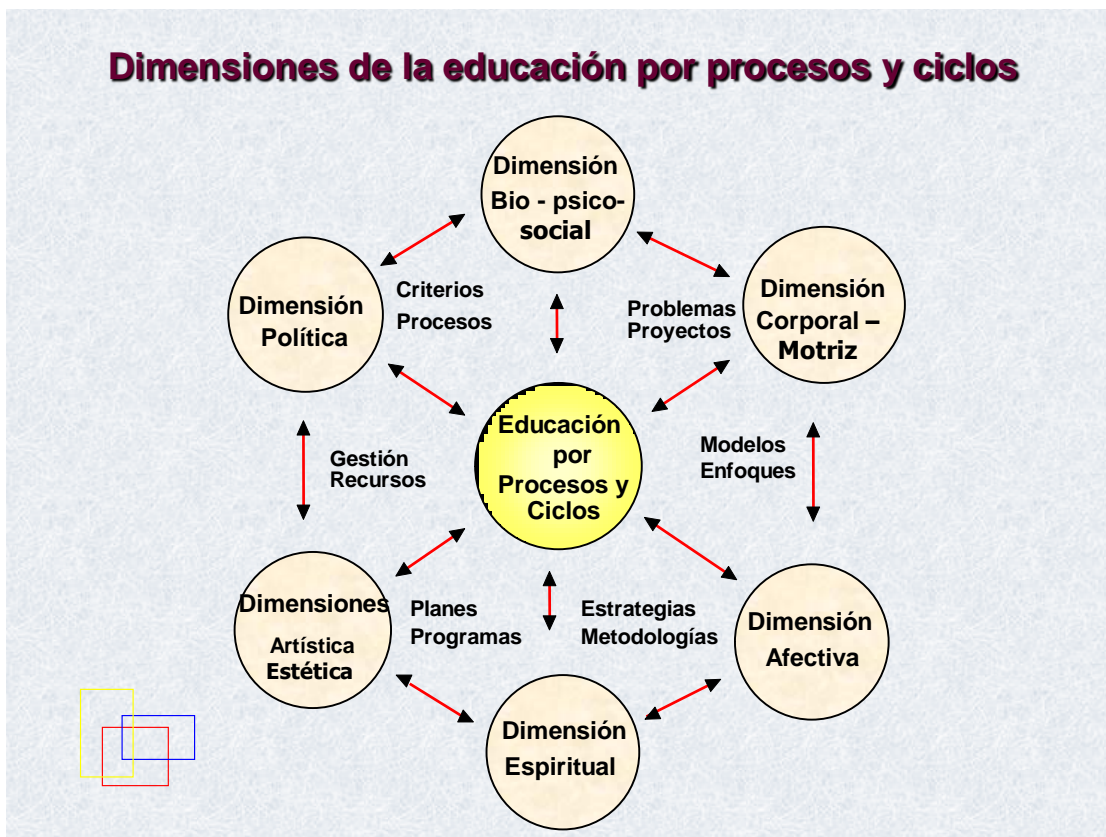 Dimensiones de la educación por procesos y ciclos
Dimensión
Bio - psico-
social
Dimensión
Política
Criterios
Procesos
Problemas
Proyectos
Dimensión
Corporal –
Motriz
Educación
por
Procesos y
Ciclos
Gestión
Recursos
Modelos
Enfoques
Dimensiones
Artística
Estética
Planes
Programas
Estrategias
Metodologías
Dimensión
Afectiva
Dimensión
Espiritual